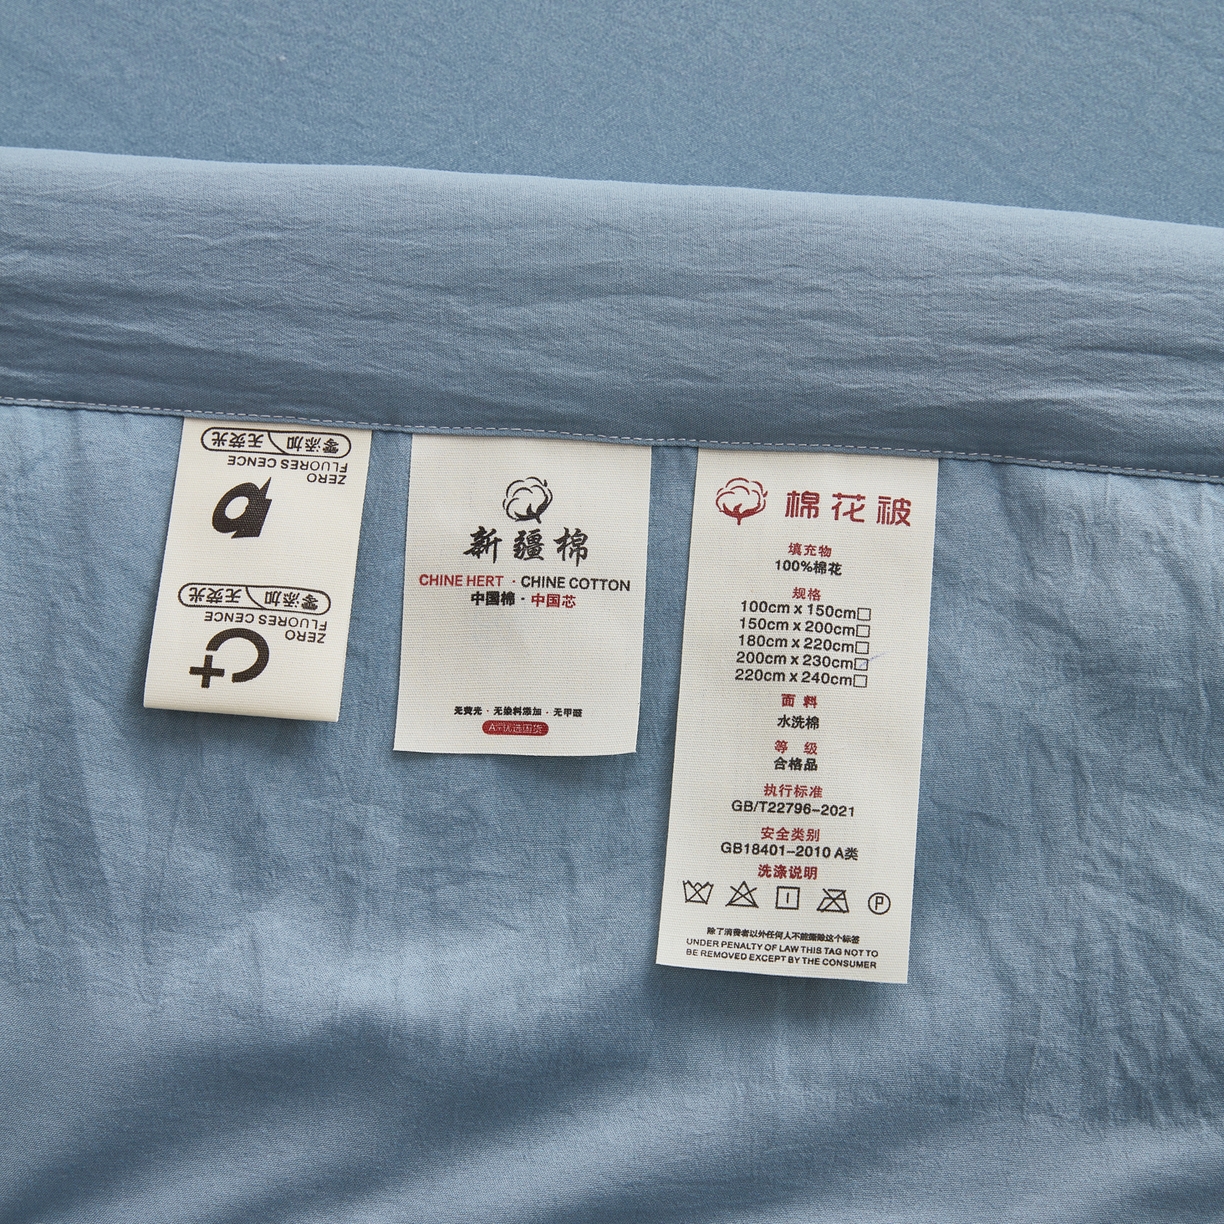 零添加 无荧光
ZERO
FLUORES CENCE
零添加 无荧光
ZERO
FLUORES CENCE
C+
新疆棉
CHINE HERT · CHINE COTTON
中国棉 · 中国芯
无荧光 · 无染料添加 · 无甲醛
A类优选国货
棉花被
填充物
100%棉花
规格
100cm x 150cm□
150cm x 200cm□
180cm x 220cm□
200cm x 230cm□
220cm x 240cm□
面 料
水洗棉
等 级
合格品
执行标准
GB/T22796-2021
安全类别
GB18401-2010 A类
洗涤说明
P
除了消费者以外任何人不能撕除这个标签
UNDER PENALTY OF LAW THIS TAG NOT TO
BE REMOVED EXCEPT BY THE CONSUMER